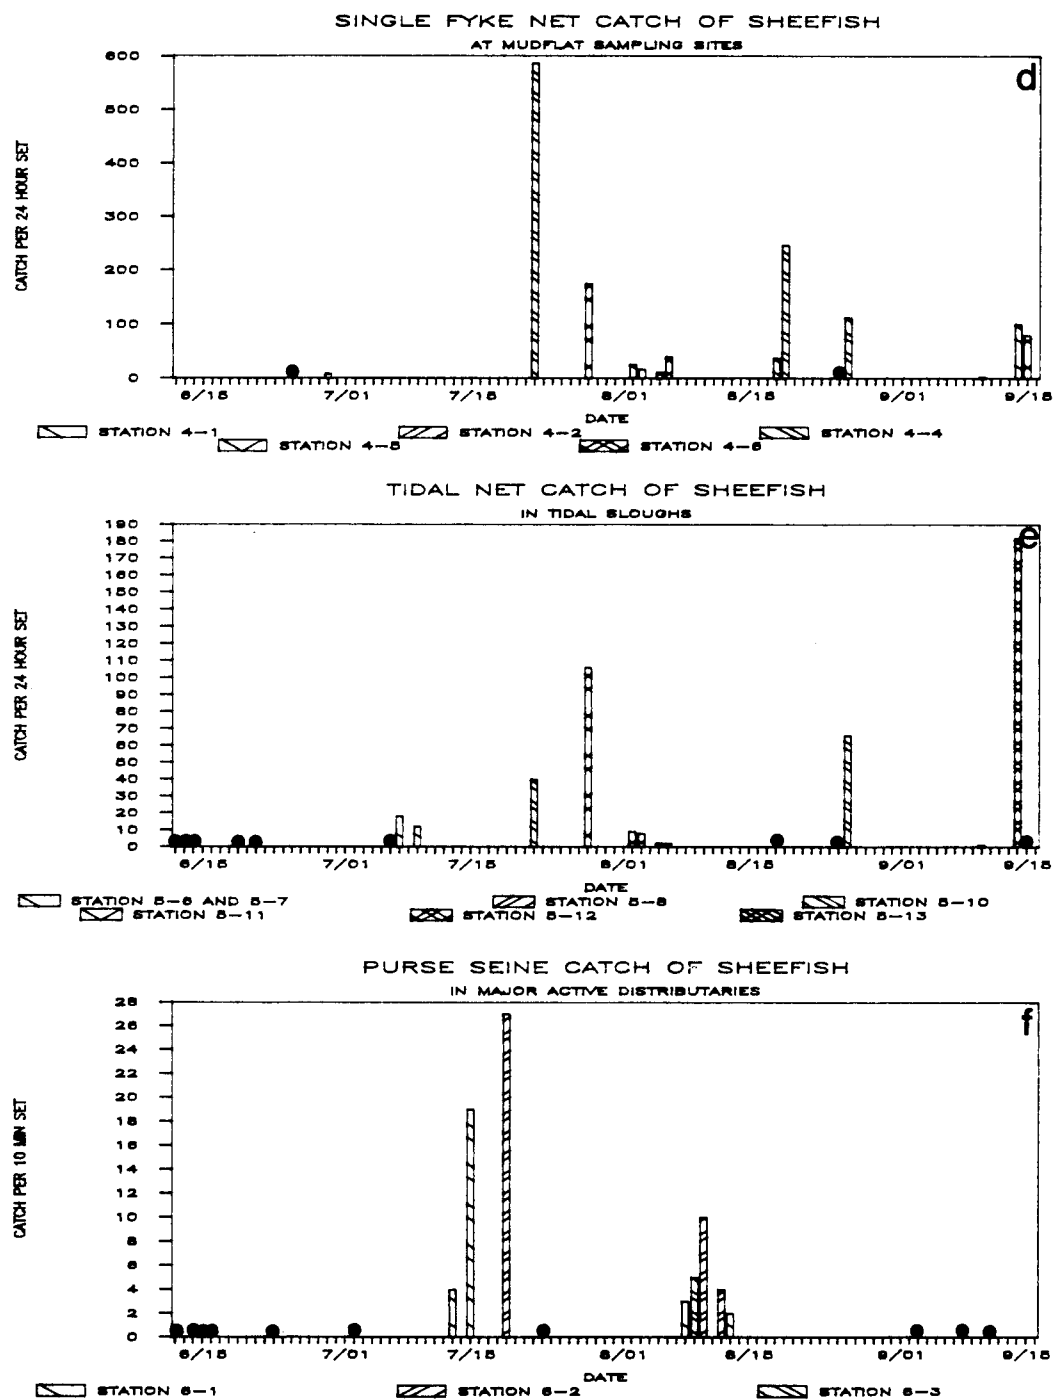 SINGLE FYKE NET CATCH OF SHEEFISH
AT MUDFLAT SAMPLING SITES
d
CATCH PER 24 HOUR SET
600
500
400
300
200
100
0
6/15 7/01 7/15 8/01 8/15 9/01 9/15
DATE
STATION 4-1 STATION 4-2 STATION 4-4
STATION 4-5 STATION 4-6
TIDAL NET CATCH OF SHEEFISH
IN TIDAL SLOUGHS
e
CATCH PER 24 HOUR SET
190
180
170
160
150
140
130
120
110
100
90
80
70
60
50
40
30
20
10
0
6/15 7/01 7/15 8/01 8/15 9/01 9/15
DATE
STATION 5-6 AND 5-7 STATION 5-8 STATION 5-10
STATION 5-11 STATION 5-12 STATION 5-13
PURSE SEINE CATCH OF SHEEFISH
IN MAJOR ACTIVE DISTRIBUTARIES
f
CATCH PER 10 MIN SET
28
26
24
22
20
18
16
14
12
10
8
6
4
2
0
6/15 7/01 7/15 8/01 8/15 9/01 9/15
DATE
STATION 6-1 STATION 6-2 STATION 6-3